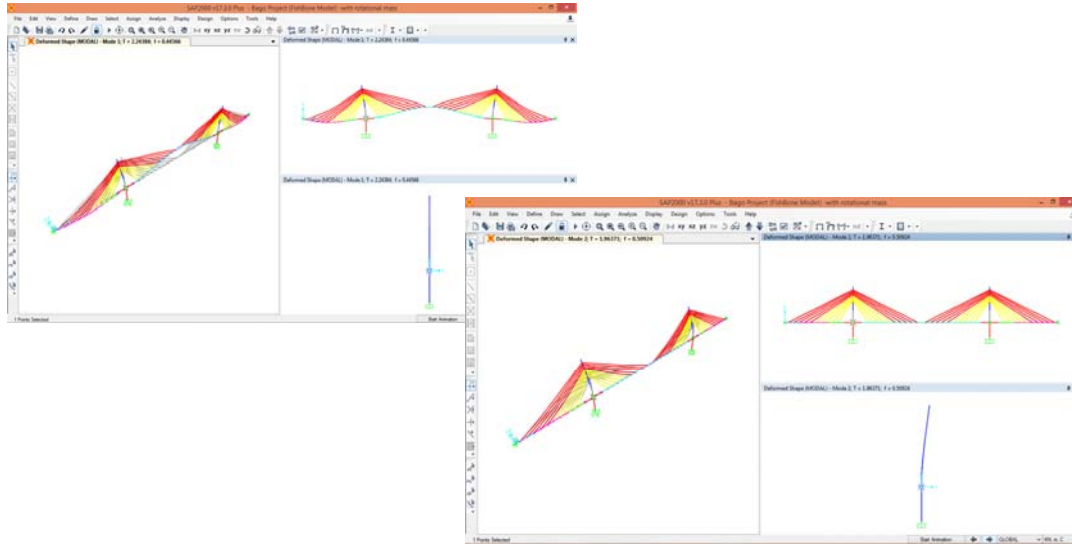 SAP2000 v17.3.0 Plus - Bago Project (FishBone Model) with rotational mass
File Edit View Define Draw Select Assign Analyze Display Design Options Tools Help
Deformed Shape (MODAL) - Mode 1; T = 2.24384; f = 0.44566
Deformed Shape (MODAL) - Mode 1; T = 2.24384; f = 0.44566
Deformed Shape (MODAL) - Mode 1; T = 2.24384; f = 0.44566
1 Points Selected
Start Animation
SAP2000 v17.3.0 Plus - Bago Project (FishBone Model) with rotational mass
File Edit View Define Draw Select Assign Analyze Display Design Options Tools Help
Deformed Shape (MODAL) - Mode 2; T = 1.96371; f = 0.50924
Deformed Shape (MODAL) - Mode 2; T = 1.96371; f = 0.50924
Deformed Shape (MODAL) - Mode 2; T = 1.96371; f = 0.50924
1 Points Selected
Start Animation GLOBAL KN, m, C